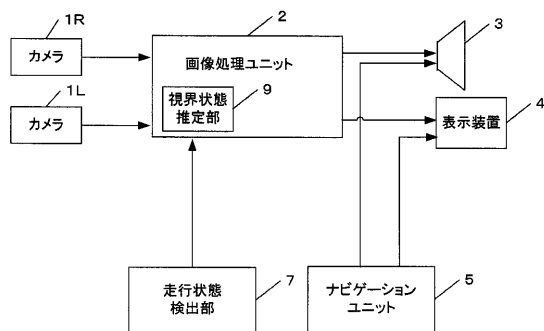 1R
カメラ
1L
カメラ
2
画像処理ユニット
視界状態
推定部
9
3
4
表示装置
走行状態
検出部
7
ナビゲーション
ユニット
5